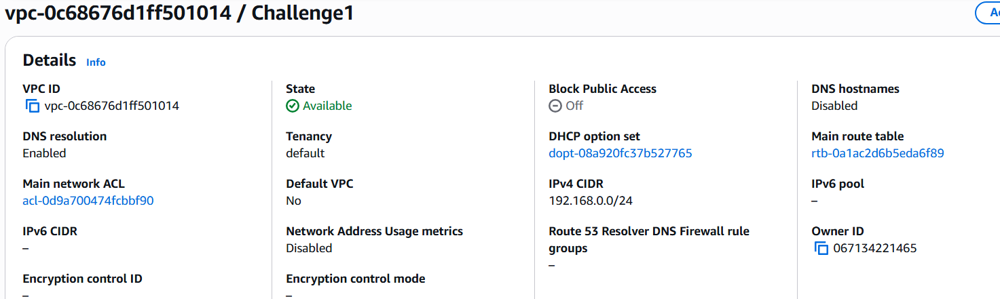 vpc-0c68676d1ff501014 / Challenge1
Details Info
VPC ID
vpc-0c68676d1ff501014
State
Available
Block Public Access
Off
DNS hostnames
Disabled
DNS resolution
Enabled
Tenancy
default
DHCP option set
dopt-08a920fc37b527765
Main route table
rtb-0a1ac2d6b5eda6f89
Main network ACL
acl-0d9a700474fcbbf90
Default VPC
No
IPv4 CIDR
192.168.0.0/24
IPv6 pool
–
IPv6 CIDR
–
Network Address Usage metrics
Disabled
Route 53 Resolver DNS Firewall rule
groups
–
Owner ID
067134221465
Encryption control ID
–
Encryption control mode
–